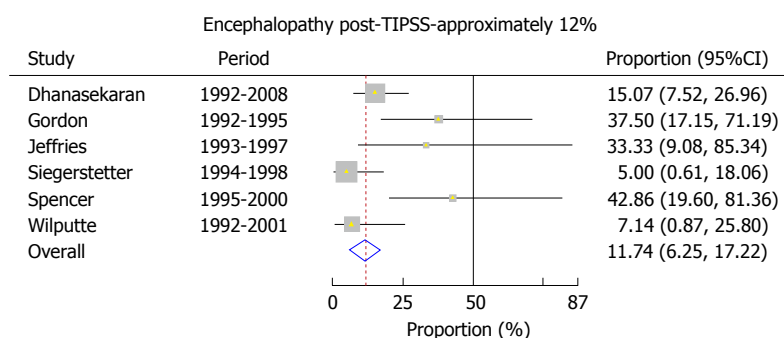 Encephalopathy post-TIPSS-approximately 12%
Study Period Proportion (95%CI)
Dhanasekaran 1992-2008 15.07 (7.52, 26.96)
Gordon 1992-1995 37.50 (17.15, 71.19)
Jeffries 1993-1997 33.33 (9.08, 85.34)
Siegerstetter 1994-1998 5.00 (0.61, 18.06)
Spencer 1995-2000 42.86 (19.60, 81.36)
Wilputte 1992-2001 7.14 (0.87, 25.80)
Overall 11.74 (6.25, 17.22)
0 25 50 87
Proportion (%)